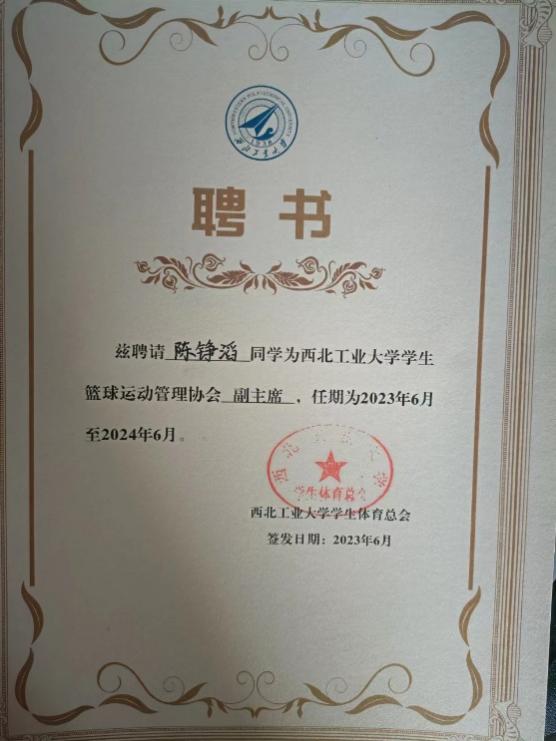 NORTHWESTERN POLYTECHNICAL UNIVERSITY
1938
聘书
兹聘请 陈铮滔 同学为西北工业大学学生
篮球运动管理协会 副主席 ，任期为2023年6月
至2024年6月。
学生体育总会
西北工业大学学生体育总会
签发日期：2023年6月